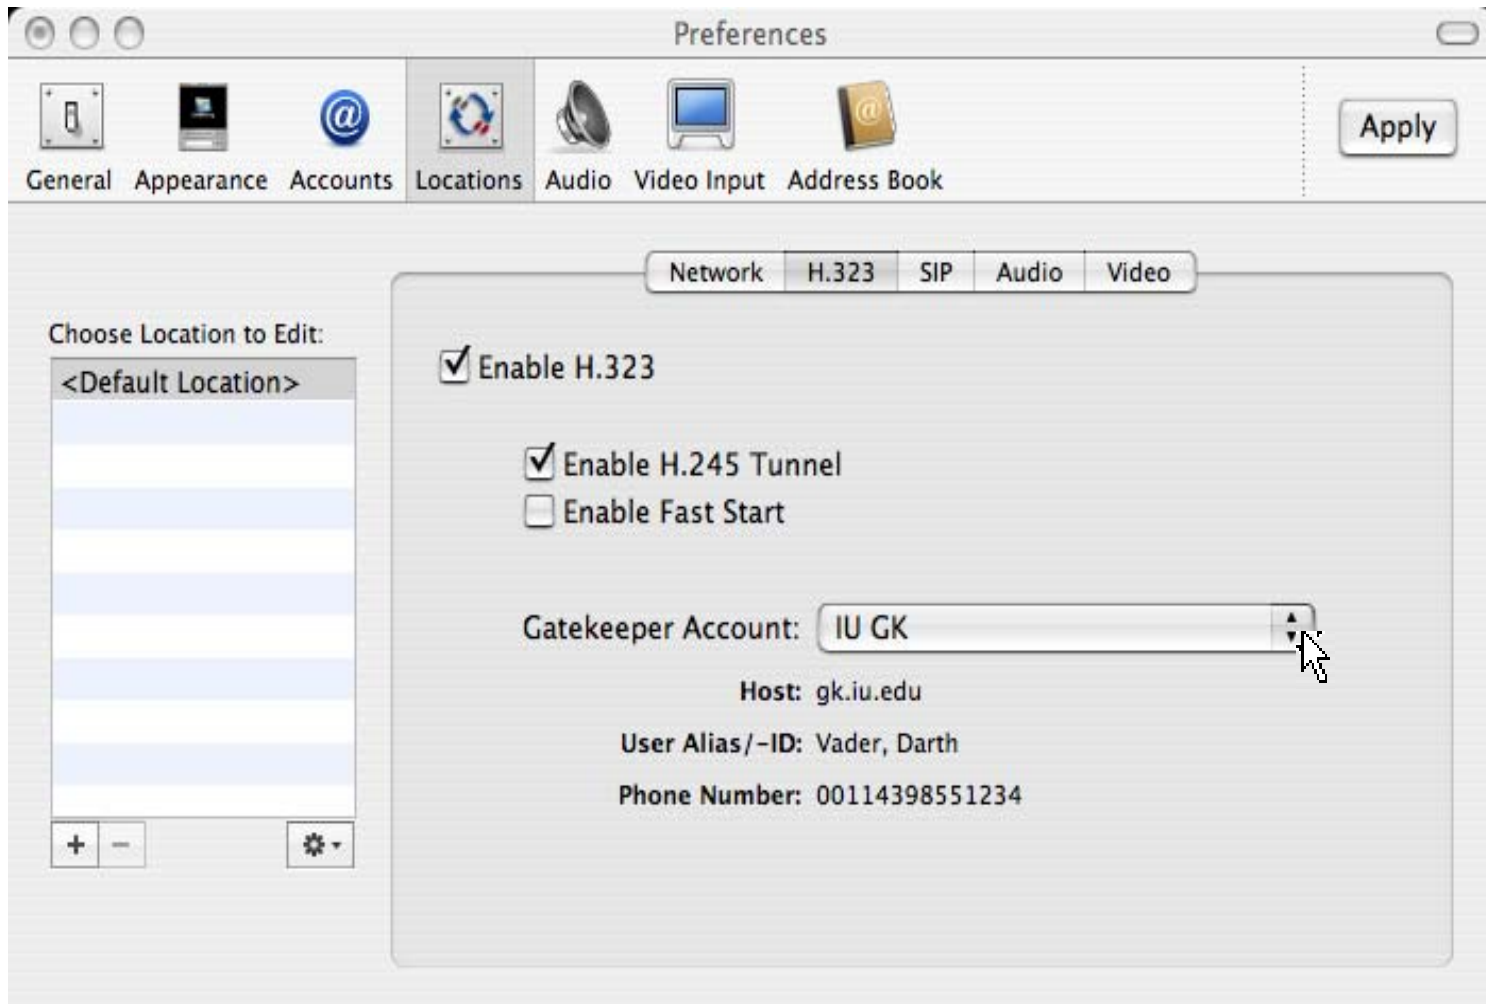 Preferences
General Appearance Accounts Locations Audio Video Input Address Book
Apply
Network H.323 SIP Audio Video
Choose Location to Edit:
<Default Location>
Enable H.323
Enable H.245 Tunnel
Enable Fast Start
Gatekeeper Account: IU GK
Host: gk.iu.edu
User Alias/-ID: Vader, Darth
Phone Number: 00114398551234